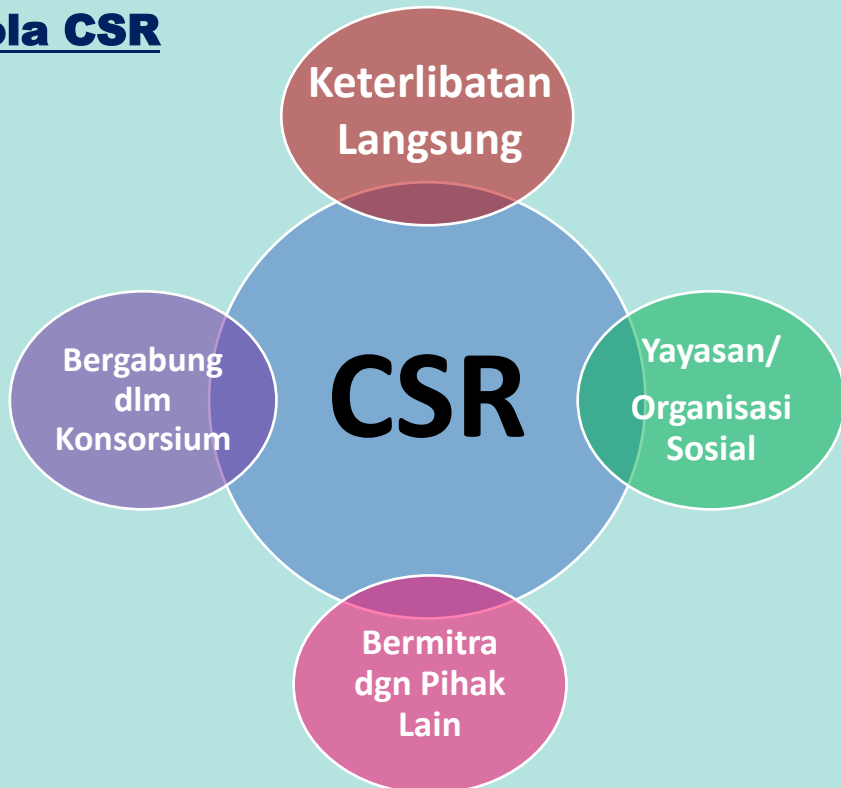 ola CSR
Keterlibatan
Langsung
Bergabung
dlm
Konsorsium
CSR
Yayasan/
Organisasi
Sosial
Bermitra
dgn Pihak
Lain